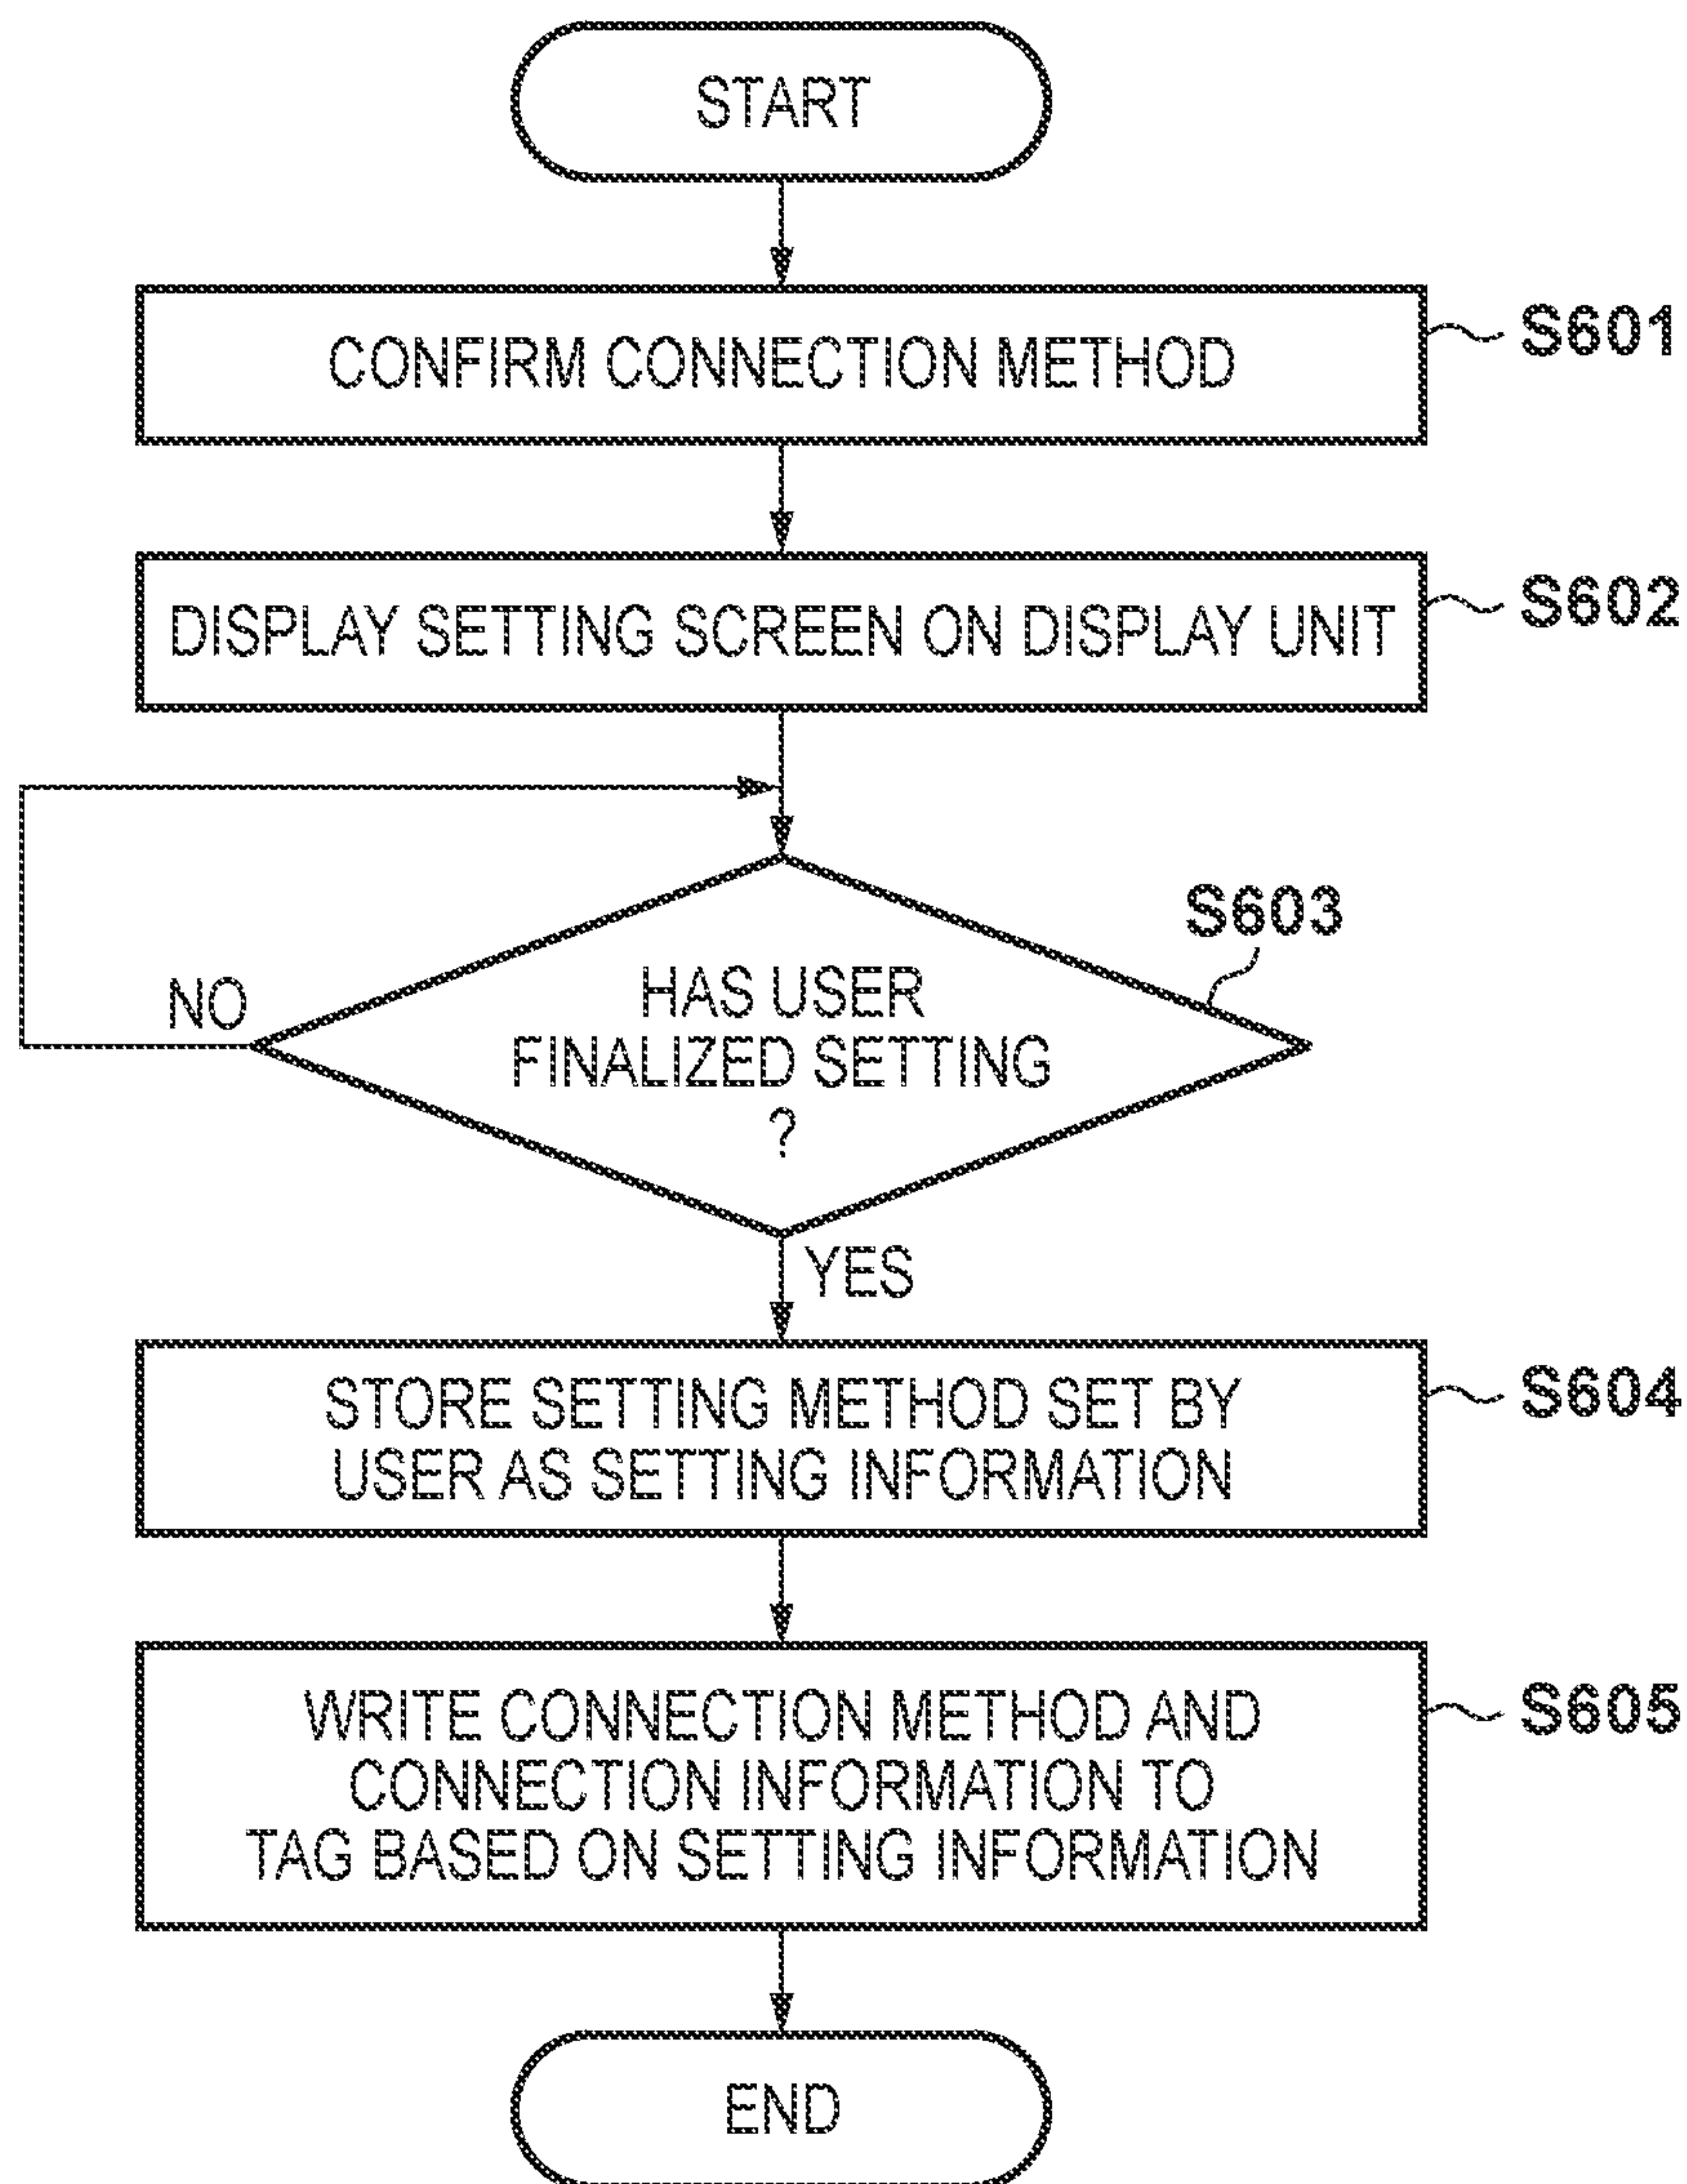 START
CONFIRM CONNECTION METHOD
S601
DISPLAY SETTING SCREEN ON DISPLAY UNIT
S602
S603
HAS USER
FINALIZED SETTING
?
NO
YES
STORE SETTING METHOD SET BY
USER AS SETTING INFORMATION
S604
WRITE CONNECTION METHOD AND
CONNECTION INFORMATION TO
TAG BASED ON SETTING INFORMATION
S605
END